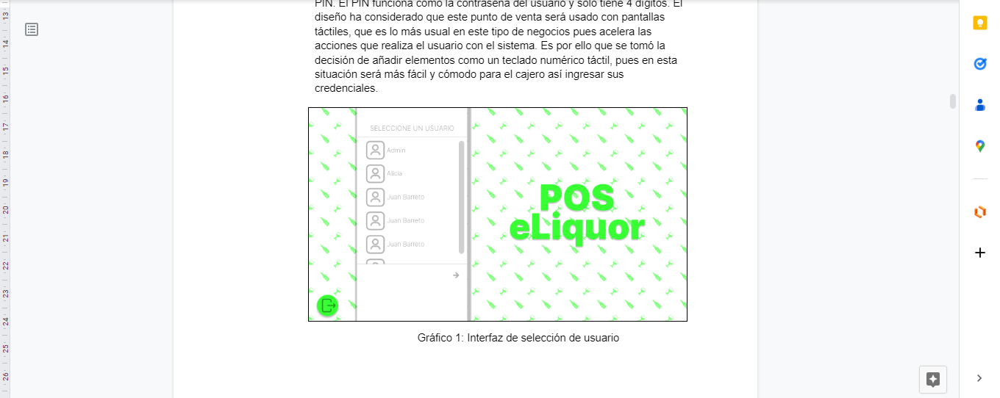 PIN. El PIN funciona como la contraseña del usuario y solo tiene 4 dígitos. El
diseño ha considerado que este punto de venta será usado con pantallas
táctiles, que es lo más usual en este tipo de negocios pues acelera las
acciones que realiza el usuario con el sistema. Es por ello que se tomó la
decisión de añadir elementos como un teclado numérico táctil, pues en esta
situación será más fácil y cómodo para el cajero así ingresar sus
credenciales.
SELECCIONE UN USUARIO
Admin
Alicia
Juan Barreto
Juan Barreto
Juan Barreto
POS
eLiquor
Gráfico 1: Interfaz de selección de usuario
13
14
15
16
17
18
19
20
21
22
23
24
25
26